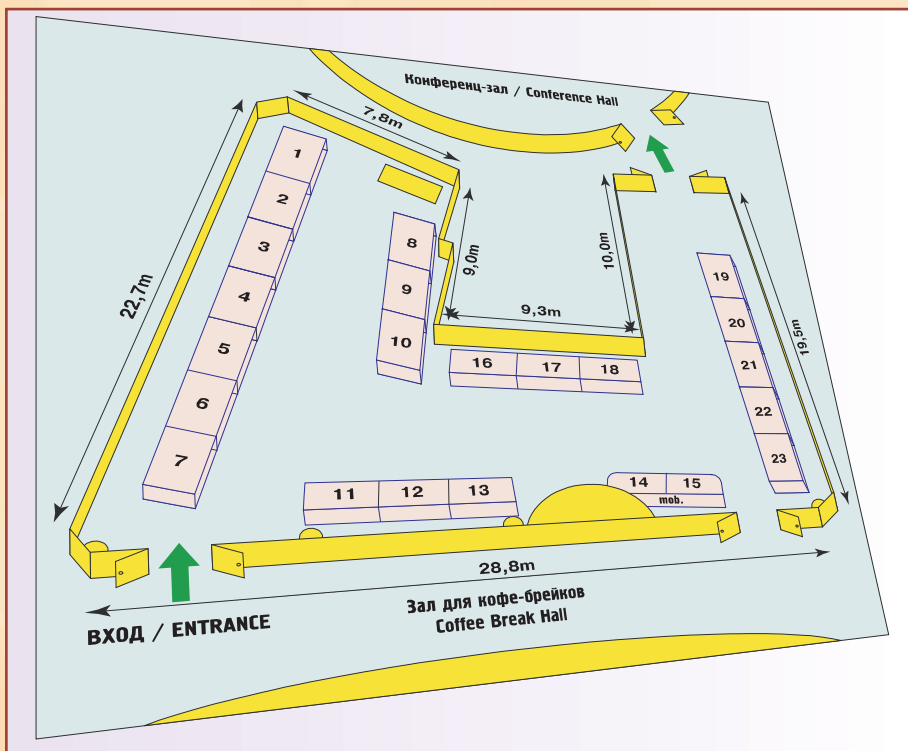 Конференц-зал / Conference Hall
7,8m
22,7m
9,0m
10,0m
9,3m
19,5m
1
2
3
4
5
6
7
8
9
10
16 17 18
19
20
21
22
23
11 12 13
14 15
mob.
28,8m
ВХОД / ENTRANCE
Зал для кофе-брейков
Coffee Break Hall